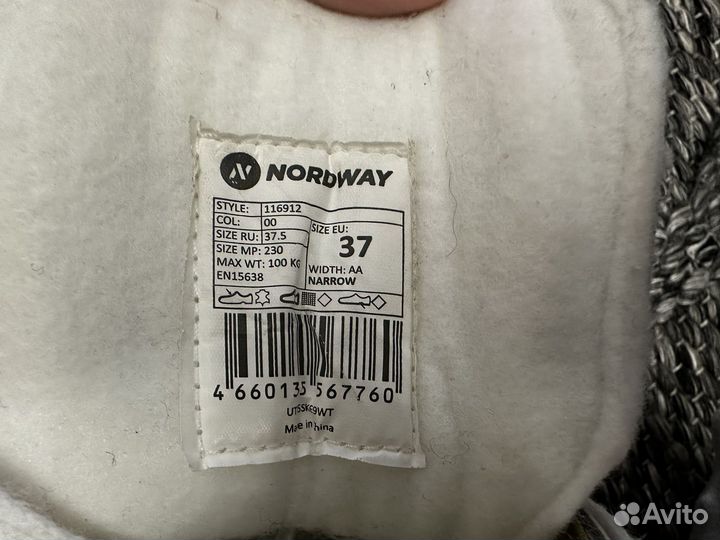 NORDWAY
STYLE: 116912
COL: 00
SIZE RU: 37.5
SIZE MP: 230
MAX WT: 100 KG
EN15638
SIZE EU:
37
WIDTH: AA
NARROW
4 660135 567760
Made in China
Avito